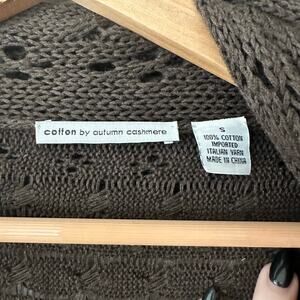 cotton by autumn cashmere
S
100% COTTON
IMPORTED
ITALIAN YARN
MADE IN CHINA